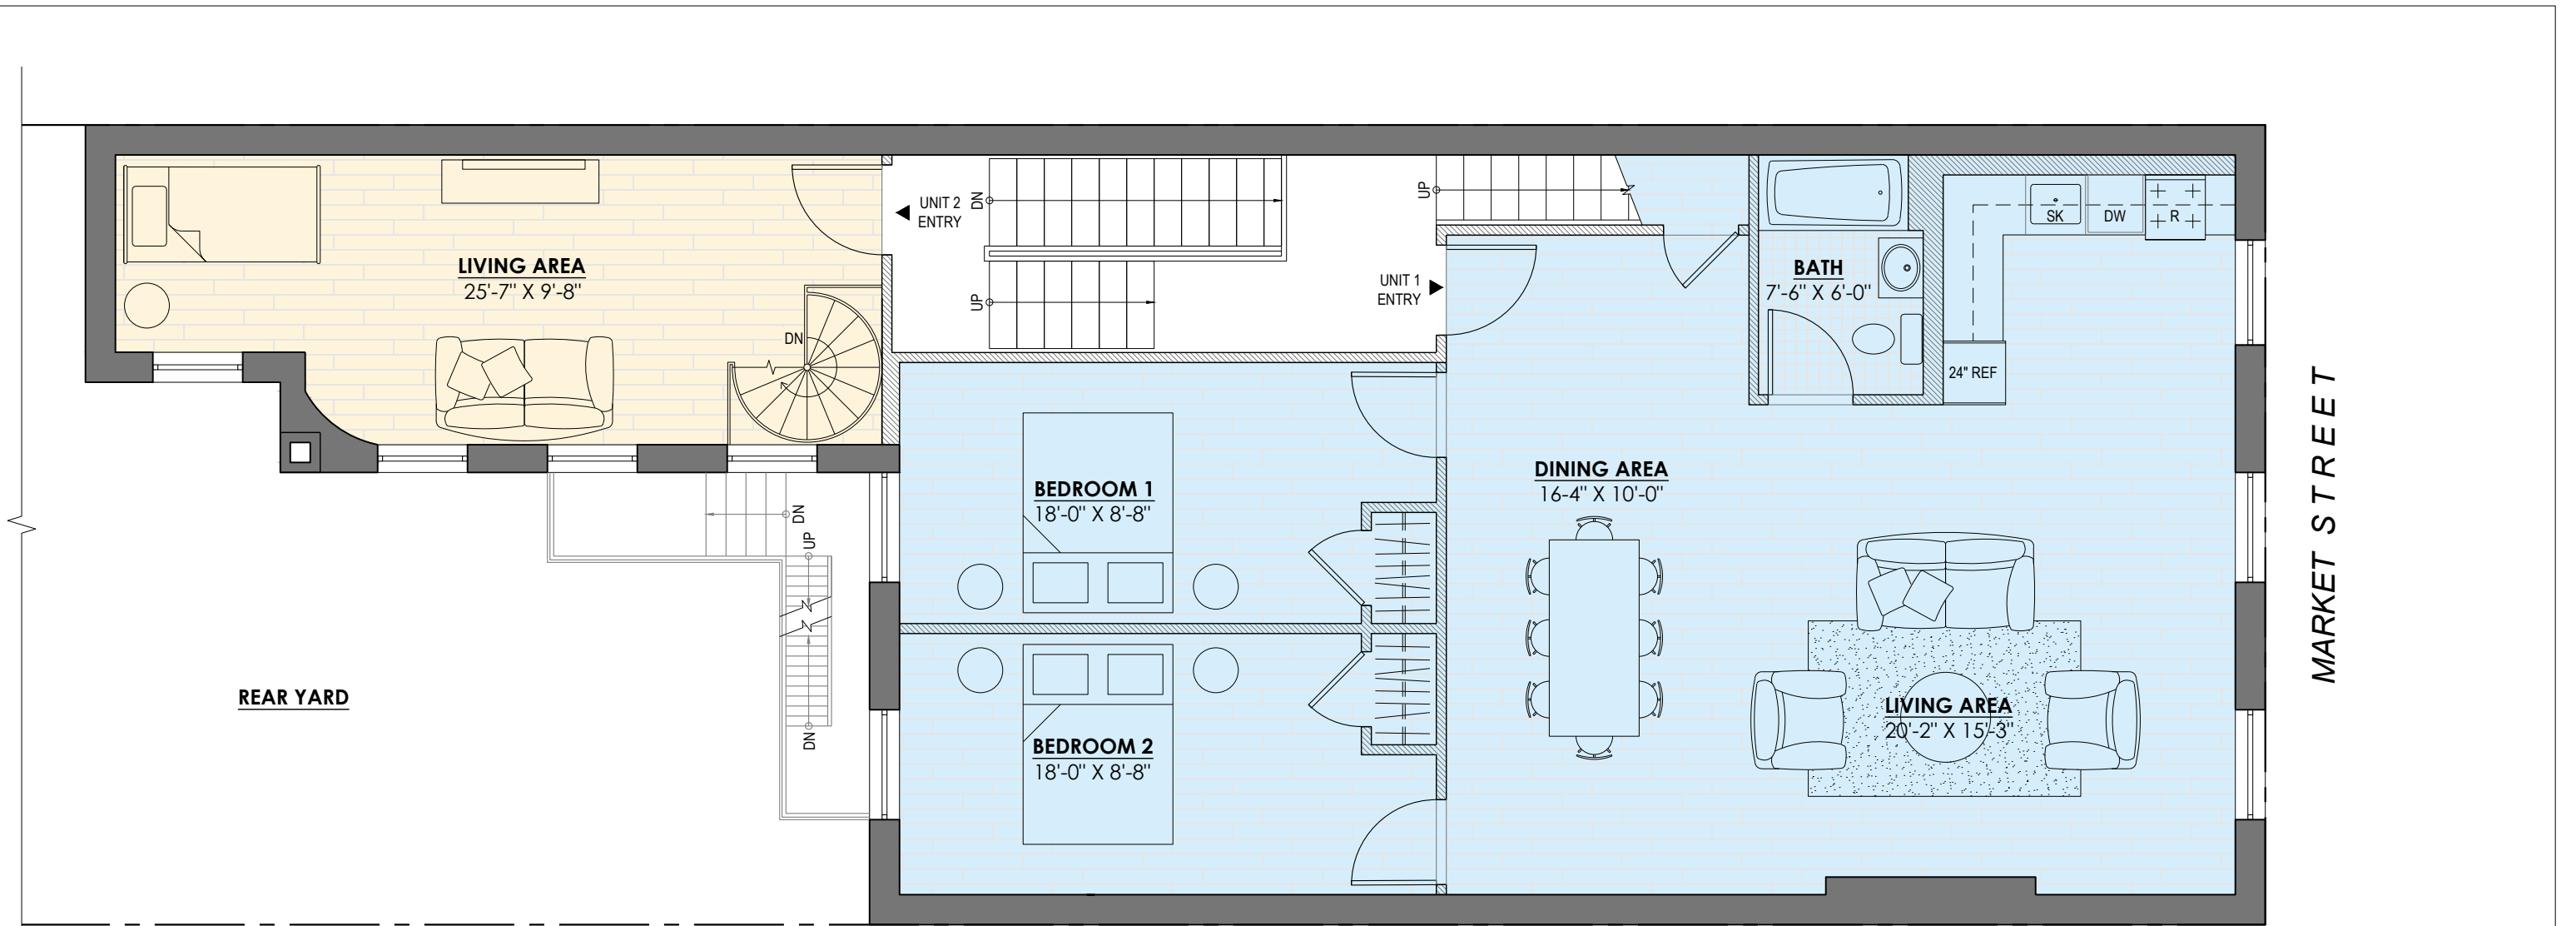 UNIT 2
ENTRY
DN
UP
UP
SK
DW
R
LIVING AREA
25'-7" X 9'-8"
BATH
7'-6" X 6'-0"
UNIT 1
ENTRY
DN
24" REF
DINING AREA
16-4" X 10'-0"
BEDROOM 1
18'-0" X 8'-8"
DN
UP
MARKET STREET
REAR YARD
LIVING AREA
20'-2" X 15'-3"
DN
BEDROOM 2
18'-0" X 8'-8"